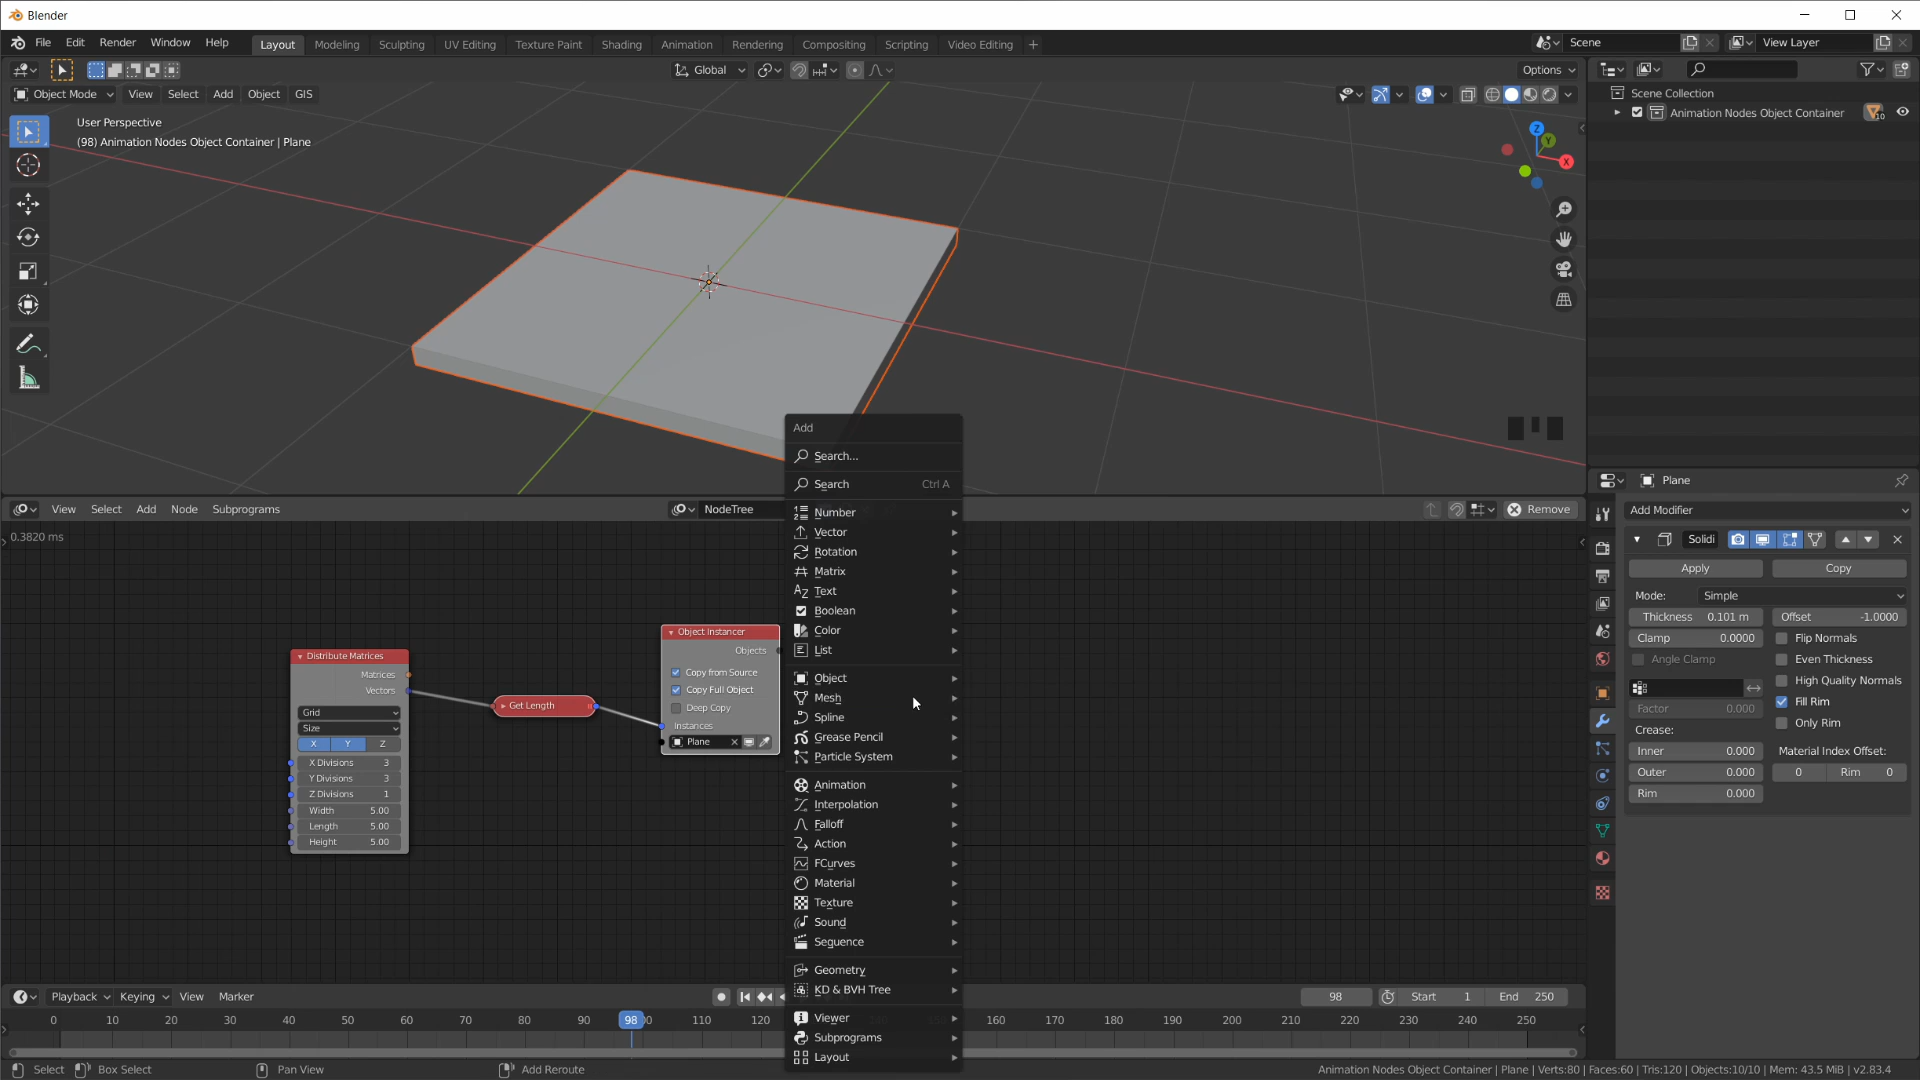 Blender
File Edit Render Window Help Layout Modeling Sculpting UV Editing Texture Paint Shading Animation Rendering Compositing Scripting Video Editing + Scene View Layer
Global Options
Object Mode View Select Add Object GIS
User Perspective
(98) Animation Nodes Object Container | Plane
Z
Y
X
Scene Collection
Animation Nodes Object Container 10
Plane
Add Modifier
Solidi
Apply Copy
Mode: Simple
Thickness 0.101 m Offset -1.0000
Clamp 0.0000 Flip Normals
Angle Clamp Even Thickness
High Quality Normals
Factor 0.000 Fill Rim
Crease: Only Rim
Inner 0.000 Material Index Offset:
Outer 0.000 0 Rim 0
Rim 0.000
View Select Add Node Subprograms NodeTree Remove
0.3820 ms
Distribute Matrices
Matrices
Vectors
Grid
Size
X Y Z
X Divisions 3
Y Divisions 3
Z Divisions 1
Width 5.00
Length 5.00
Height 5.00
Get Length
Object Instancer
Objects
Copy from Source
Copy Full Object
Deep Copy
Instances
Plane
Add
Search...
Search Ctrl A
Number
Vector
Rotation
Matrix
Text
Boolean
Color
List
Object
Mesh
Spline
Grease Pencil
Particle System
Animation
Interpolation
Falloff
Action
FCurves
Material
Texture
Sound
Sequence
Geometry
KD & BVH Tree
Viewer
Subprograms
Layout
Playback Keying View Marker 98 Start 1 End 250
0 10 20 30 40 50 60 70 80 90 98 110 120 160 170 180 190 200 210 220 230 240 250
Select Box Select Pan View Add Reroute Animation Nodes Object Container | Plane | Verts:80 | Faces:60 | Tris:120 | Objects:10/10 | Mem: 43.5 MiB | v2.83.4